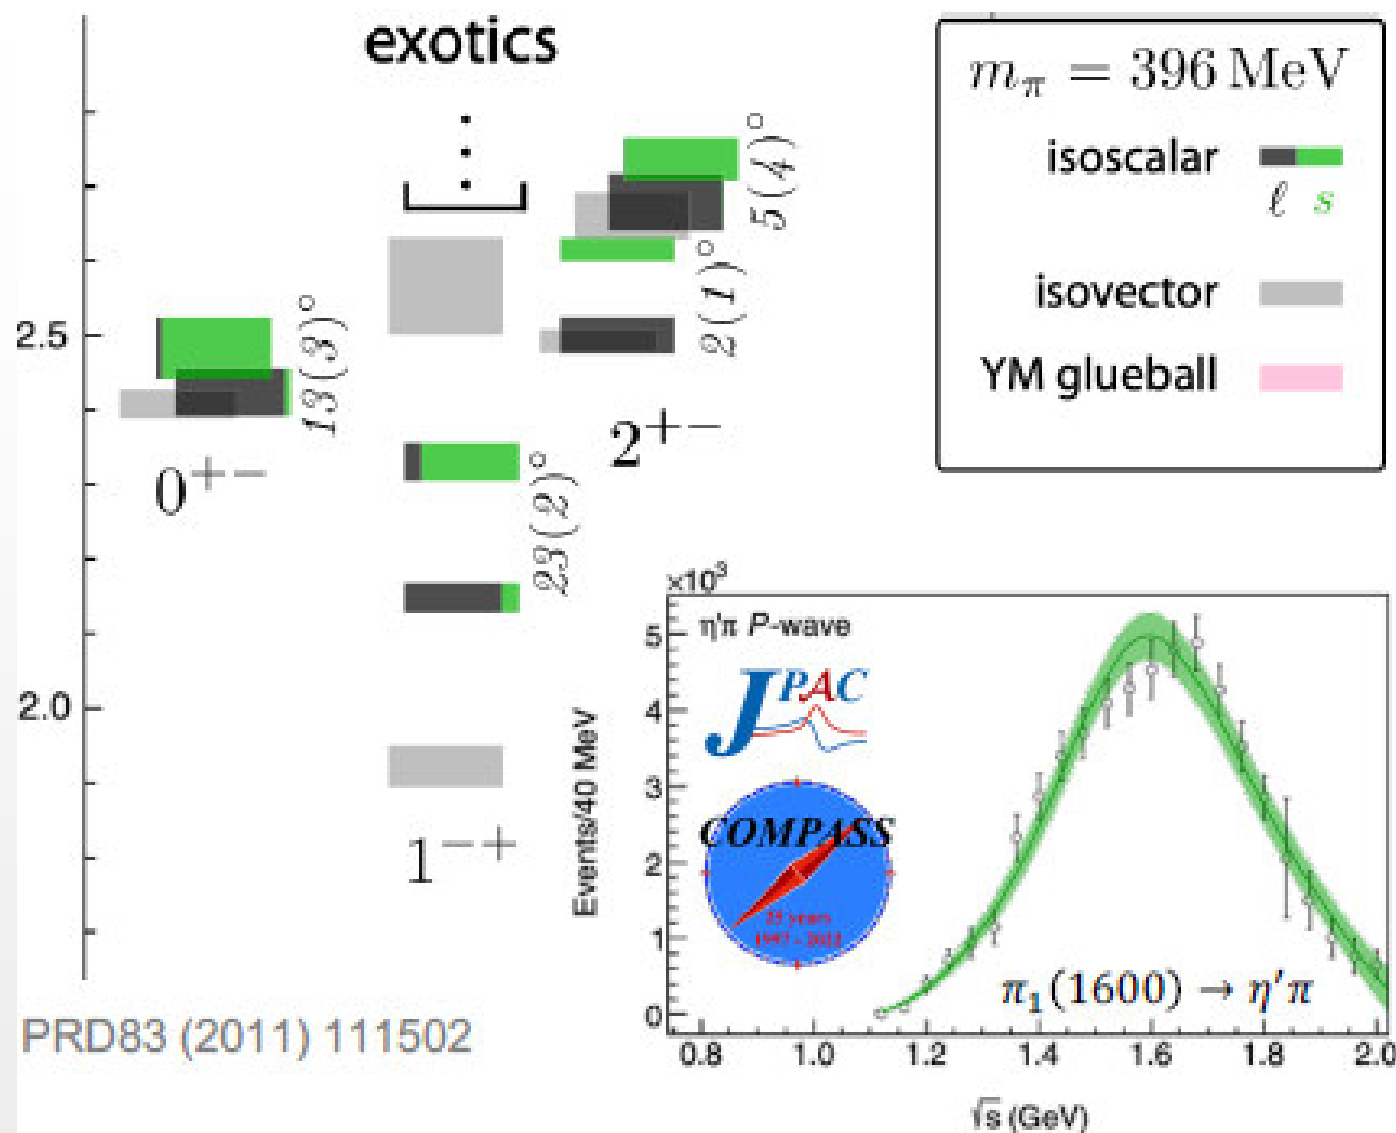 exotics
2.5
2.0
13(3)°
0⁺⁻
23(2)°
1⁻⁺
5(4)°
2(1)°
2⁺⁻
m_π = 396 MeV
isoscalar
ℓ s
isovector
YM glueball
×10³
η′π P-wave
JPAC
COMPASS
25 years
Events/40 MeV
5
4
3
2
1
0
π₁(1600) → η′π
0.8 1.0 1.2 1.4 1.6 1.8 2.0
√s (GeV)
PRD83 (2011) 111502